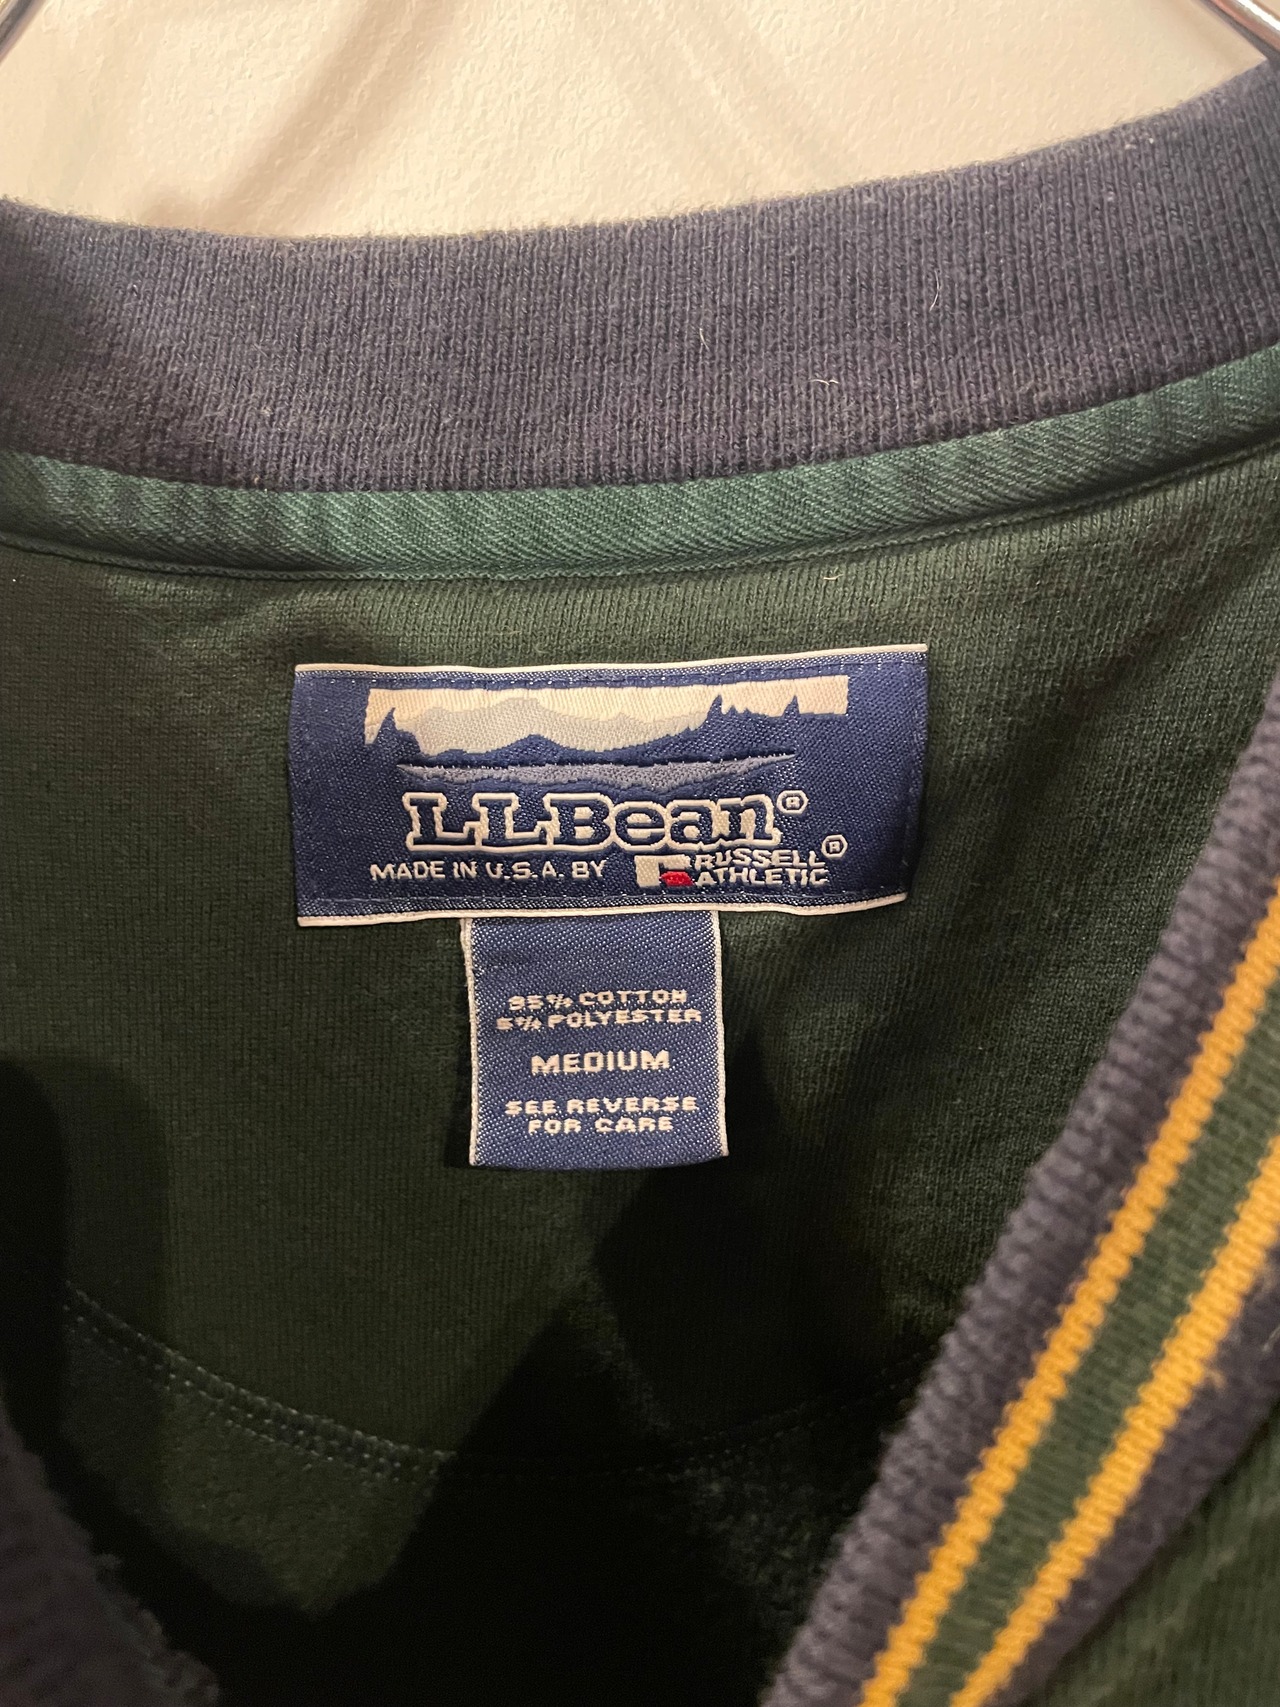 L.L.Bean®
MADE IN U.S.A. BY RUSSELL ATHLETIC®
95% COTTON
5% POLYESTER
MEDIUM
SEE REVERSE
FOR CARE